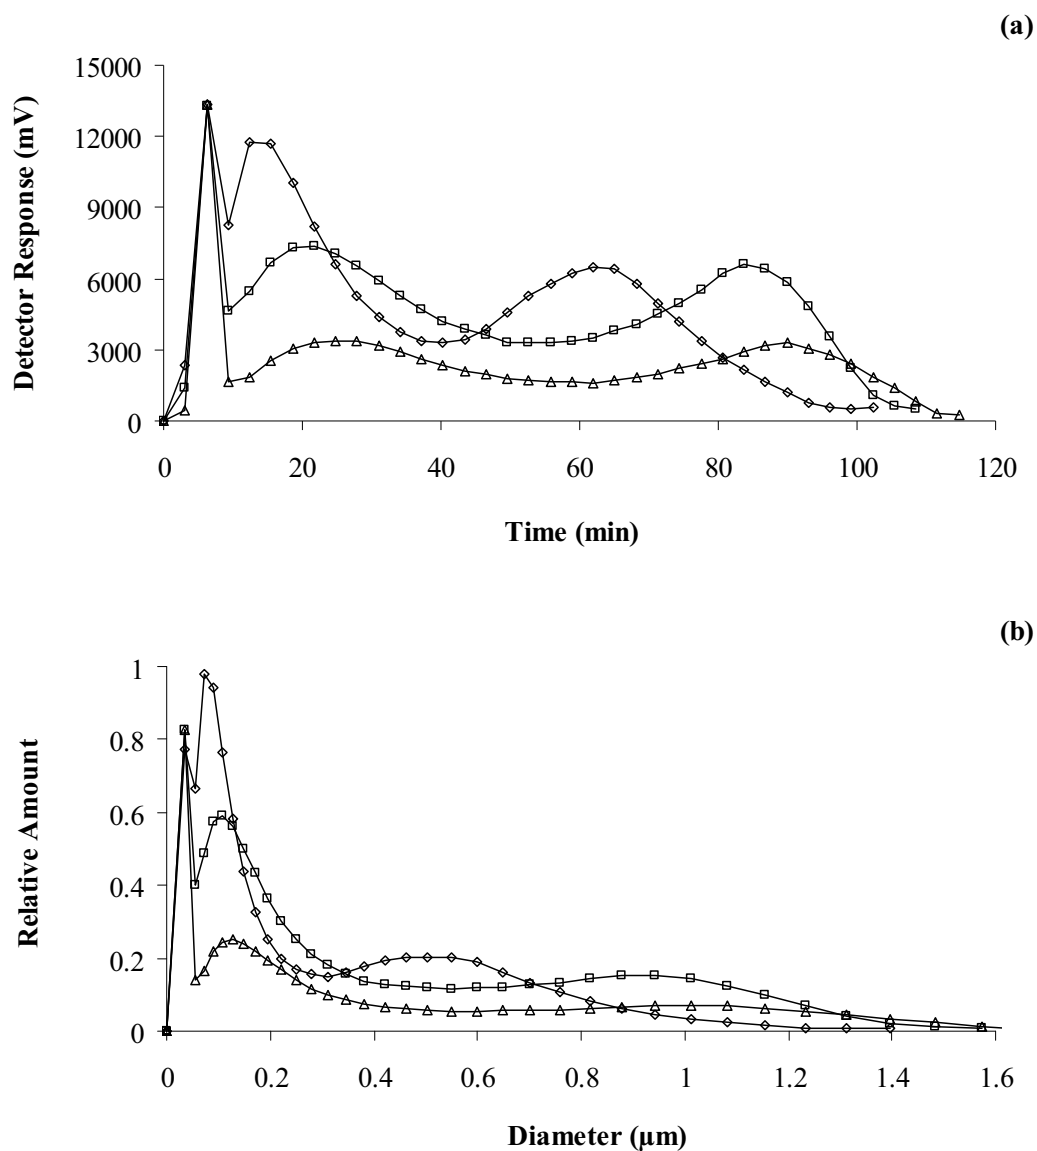 (a)
Detector Response (mV)
15000
12000
9000
6000
3000
0
0 20 40 60 80 100 120
Time (min)
(b)
Relative Amount
1
0.8
0.6
0.4
0.2
0
0 0.2 0.4 0.6 0.8 1 1.2 1.4 1.6
Diameter (μm)